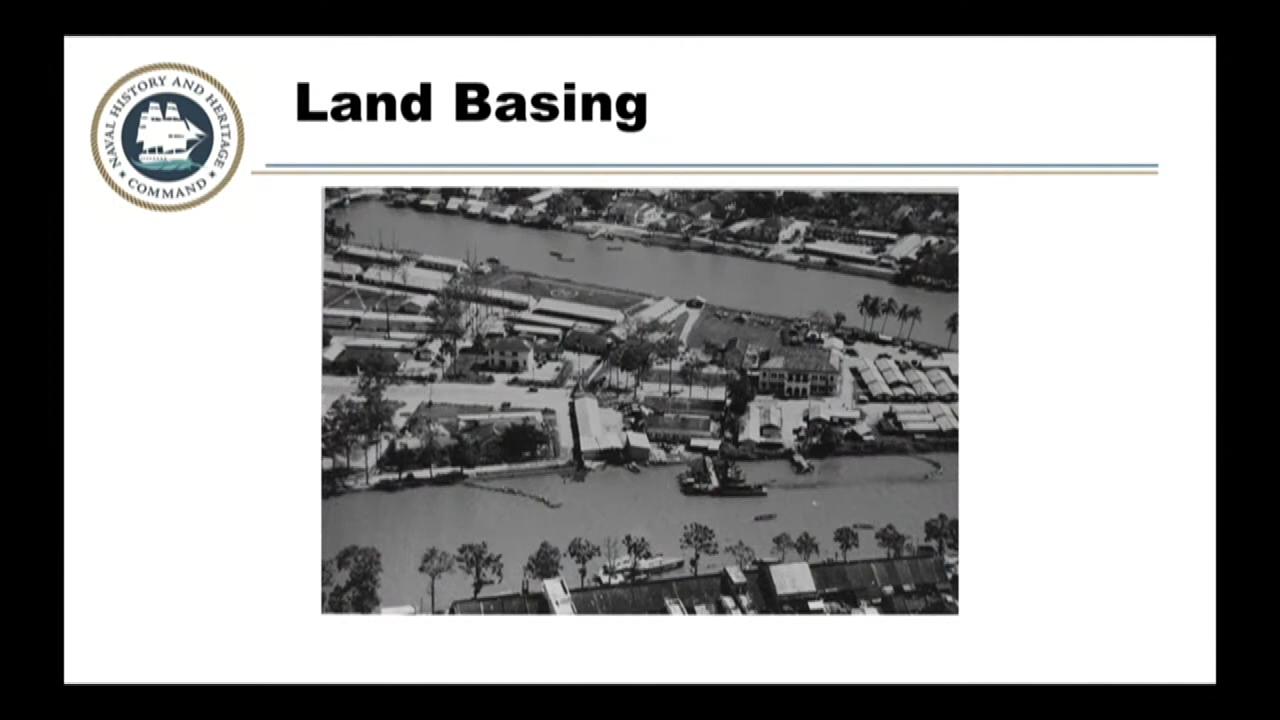 Land Basing
NAVAL HISTORY AND HERITAGE
★ COMMAND ★